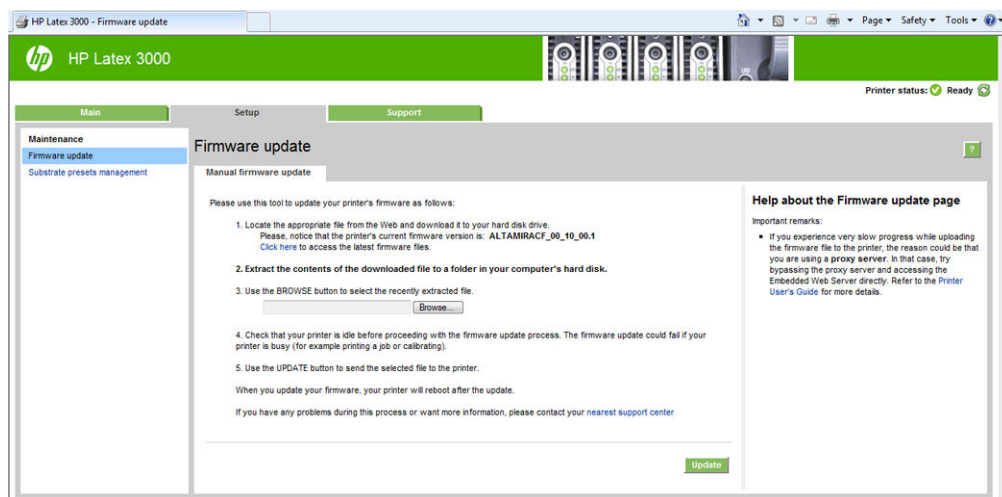 HP Latex 3000 - Firmware update
Page Safety Tools
hp HP Latex 3000
Printer status: Ready
Main Setup Support
Maintenance
Firmware update
Substrate presets management
Firmware update
?
Manual firmware update
Please use this tool to update your printer's firmware as follows:
1. Locate the appropriate file from the Web and download it to your hard disk drive.
Please, notice that the printer's current firmware version is: ALTAMIRACF_00_10_00.1
Click here to access the latest firmware files.
2. Extract the contents of the downloaded file to a folder in your computer's hard disk.
3. Use the BROWSE button to select the recently extracted file.
Browse...
4. Check that your printer is idle before proceeding with the firmware update process. The firmware update could fail if your
printer is busy (for example printing a job or calibrating).
5. Use the UPDATE button to send the selected file to the printer.
When you update your firmware, your printer will reboot after the update.
If you have any problems during this process or want more information, please contact your nearest support center
Update
Help about the Firmware update page
Important remarks:
If you experience very slow progress while uploading
the firmware file to the printer, the reason could be that
you are using a proxy server. In that case, try
bypassing the proxy server and accessing the
Embedded Web Server directly. Refer to the Printer
User's Guide for more details.